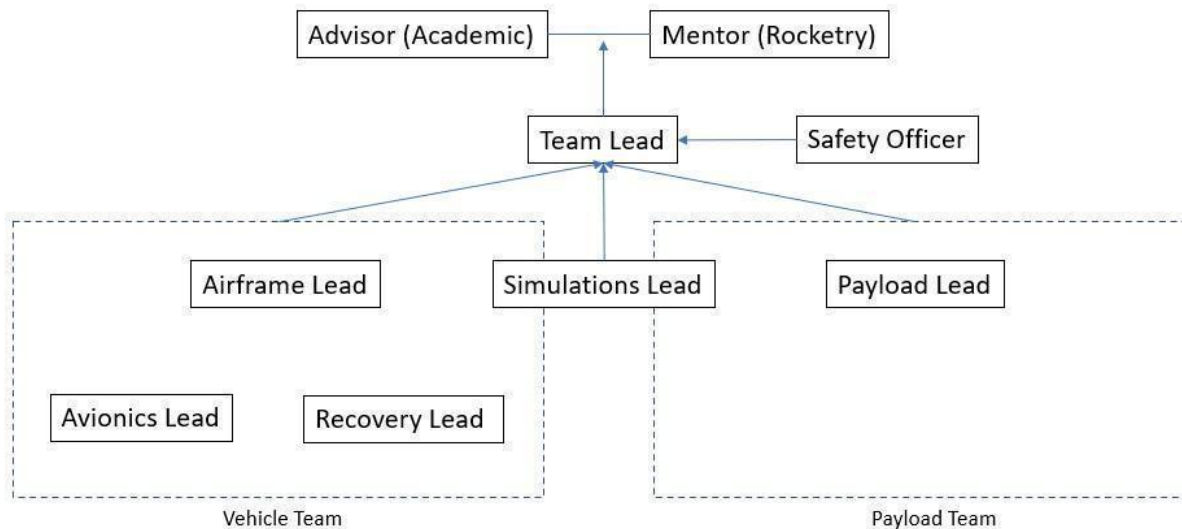 Advisor (Academic)
Mentor (Rocketry)
Team Lead
Safety Officer
Airframe Lead
Simulations Lead
Payload Lead
Avionics Lead
Recovery Lead
Vehicle Team
Payload Team